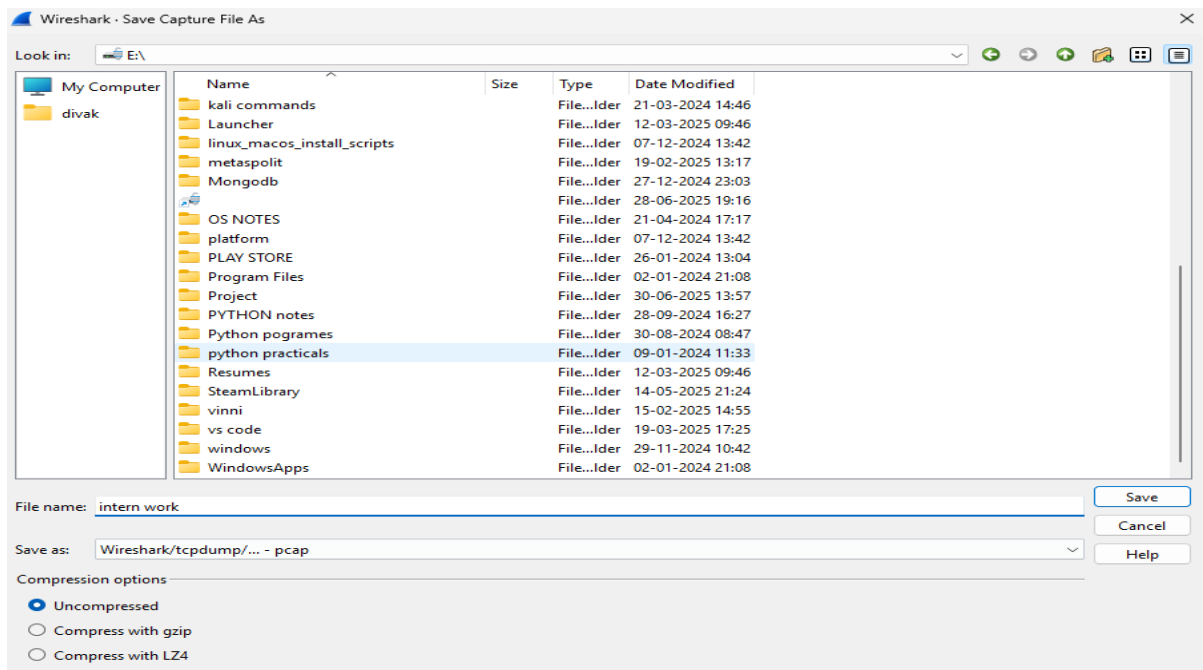 Wireshark · Save Capture File As
Look in: E:\
My Computer
divak
Name Size Type Date Modified
kali commands File...lder 21-03-2024 14:46
Launcher File...lder 12-03-2025 09:46
linux_macos_install_scripts File...lder 07-12-2024 13:42
metaspolit File...lder 19-02-2025 13:17
Mongodb File...lder 27-12-2024 23:03
File...lder 28-06-2025 19:16
OS NOTES File...lder 21-04-2024 17:17
platform File...lder 07-12-2024 13:42
PLAY STORE File...lder 26-01-2024 13:04
Program Files File...lder 02-01-2024 21:08
Project File...lder 30-06-2025 13:57
PYTHON notes File...lder 28-09-2024 16:27
Python pogrames File...lder 30-08-2024 08:47
python practicals File...lder 09-01-2024 11:33
Resumes File...lder 12-03-2025 09:46
SteamLibrary File...lder 14-05-2025 21:24
vinni File...lder 15-02-2025 14:55
vs code File...lder 19-03-2025 17:25
windows File...lder 29-11-2024 10:42
WindowsApps File...lder 02-01-2024 21:08
File name: intern work
Save
Cancel
Save as: Wireshark/tcpdump/... - pcap
Help
Compression options
Uncompressed
Compress with gzip
Compress with LZ4